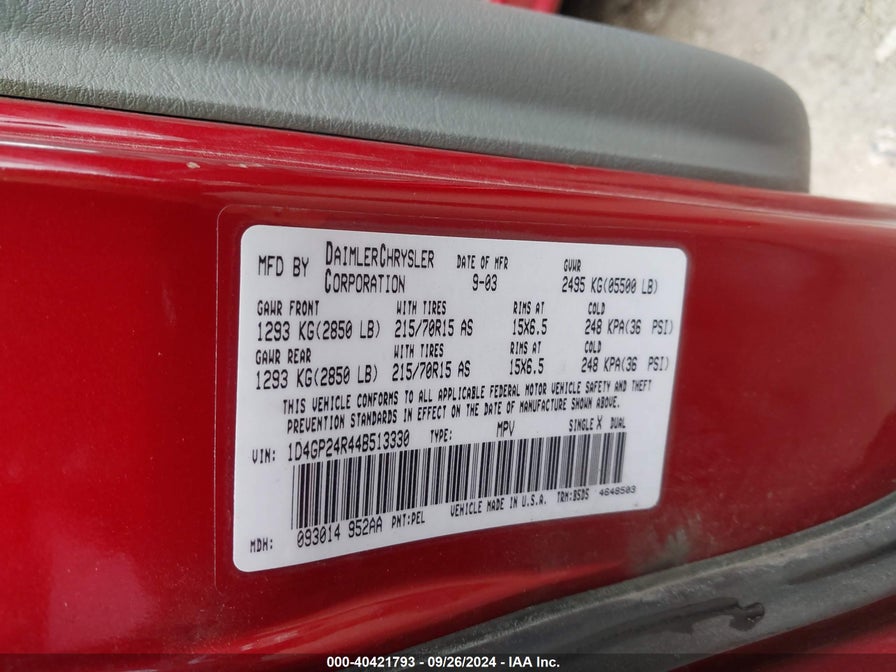 MFD BY DAIMLERCHRYSLER CORPORATION DATE OF MFR 9-03 GVWR 2495 KG(05500 LB)
GAWR FRONT WITH TIRES RIMS AT COLD
1293 KG(2850 LB) 215/70R15 AS 15X6.5 248 KPA(36 PSI)
GAWR REAR WITH TIRES RIMS AT COLD
1293 KG(2850 LB) 215/70R15 AS 15X6.5 248 KPA(36 PSI)
THIS VEHICLE CONFORMS TO ALL APPLICABLE FEDERAL MOTOR VEHICLE SAFETY AND THEFT
PREVENTION STANDARDS IN EFFECT ON THE DATE OF MANUFACTURE SHOWN ABOVE.
VIN: 1D4GP24R44B513330 TYPE: MPV SINGLE X DUAL
MDH: 093014 952AA PNT:PEL VEHICLE MADE IN U.S.A. TRM:BSDS 4648503
000-40421793 - 09/26/2024 - IAA Inc.